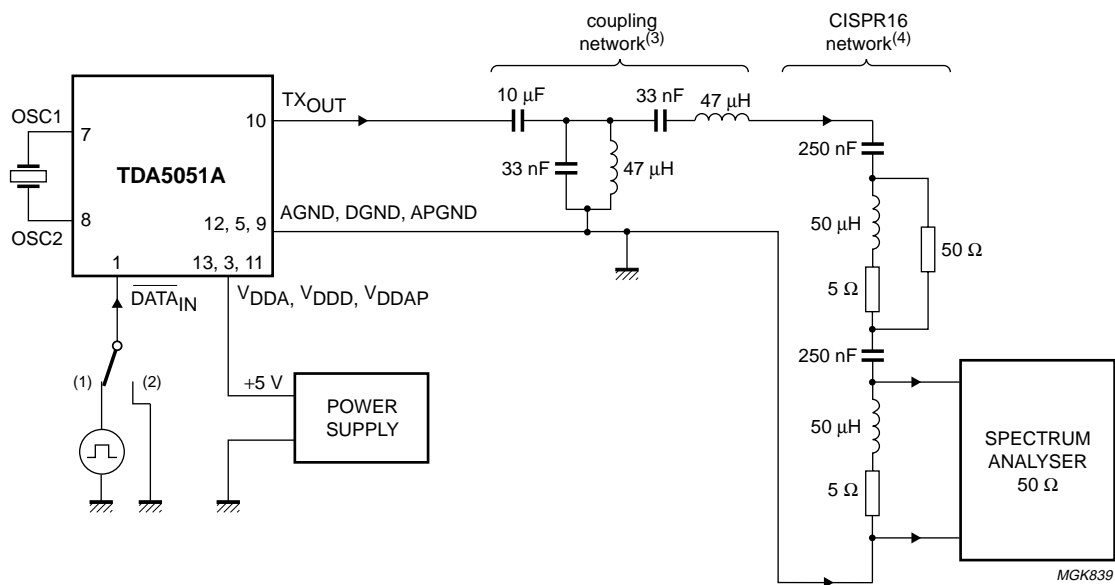 coupling
network(3)
CISPR16
network(4)
10 μF
33 nF
47 μH
TXOUT
OSC1
7
10
TDA5051A
33 nF
47 μH
250 nF
8
OSC2
12, 5, 9
AGND, DGND, APGND
50 μH
50 Ω
1
13, 3, 11
5 Ω
DATAIN
VDDA, VDDD, VDDAP
250 nF
(1)
(2)
+5 V
POWER
SUPPLY
50 μH
SPECTRUM
ANALYSER
50 Ω
5 Ω
MGK839